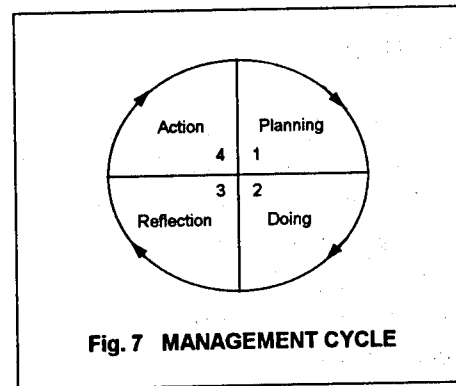 Action Planning
4 1
3 2
Reflection Doing
Fig. 7 MANAGEMENT CYCLE